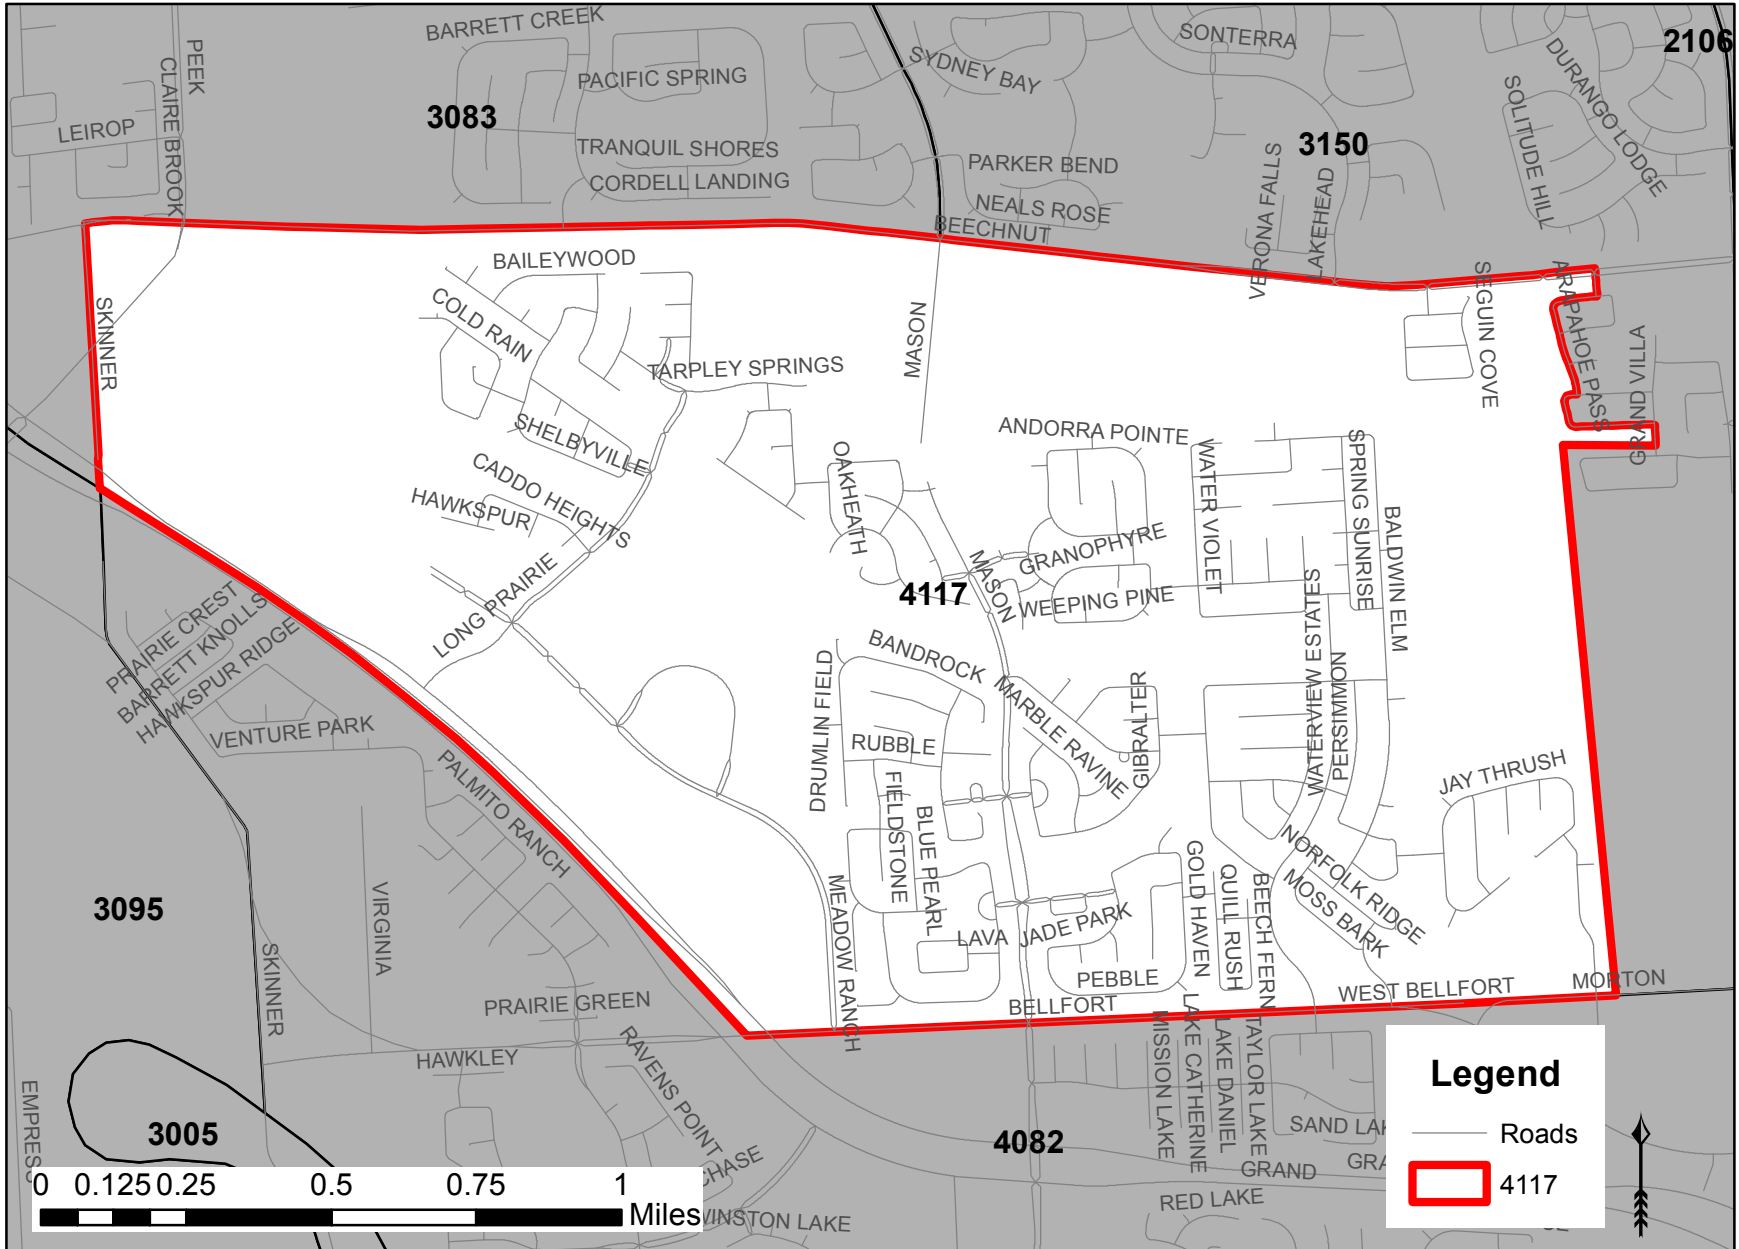 BARRETT CREEK
SONTERRA
2106
PEEK
CLAIRE BROOK
SYDNEY BAY
PACIFIC SPRING
DURANGO LODGE
SOLITUDE HILL
3083
LEIROP
3150
TRANQUIL SHORES
PARKER BEND
CORDELL LANDING
VERONA FALLS
LAKEHEAD
NEALS ROSE
BEECHNUT
BAILEYWOOD
SKINNER
COLD RAIN
MASON
SEGUIN COVE
ARAPAHOE PASS
GRAND VILLA
TARPLEY SPRINGS
SHELBYVILLE
ANDORRA POINTE
CADDO HEIGHTS
HAWKSPUR
OAKHEATH
WATER VIOLET
SPRING SUNRISE
BALDWIN ELM
GRANOPHYRE
LONG PRAIRIE
4117
MASON
WEEPING PINE
PRAIRIE CREST
BARRETT KNOLLS
HAWKSPUR RIDGE
WATERVIEW ESTATES
PERSIMMON
BANDROCK
DRUMLIN FIELD
MARBLE RAVINE
GIBRALTER
VENTURE PARK
RUBBLE
PALMITO RANCH
JAY THRUSH
FIELDSTONE
BLUE PEARL
NORFOLK RIDGE
MOSS BARK
GOLD HAVEN
QUILL RUSH
BEECH FERN
3095
VIRGINIA
MEADOW RANCH
LAVA
JADE PARK
SKINNER
PEBBLE
MORTON
WEST BELLFORT
BELLFORT
PRAIRIE GREEN
HAWKLEY
RAVENS POINT
MISSION LAKE
LAKE CATHERINE
LAKE DANIEL
TAYLOR LAKE
Legend
EMPRESS
3005
4082
SAND LAK
Roads
CHASE
GRAND
GRA
4117
0 0.125 0.25 0.5 0.75 1
Miles
RED LAKE
VINSTON LAKE